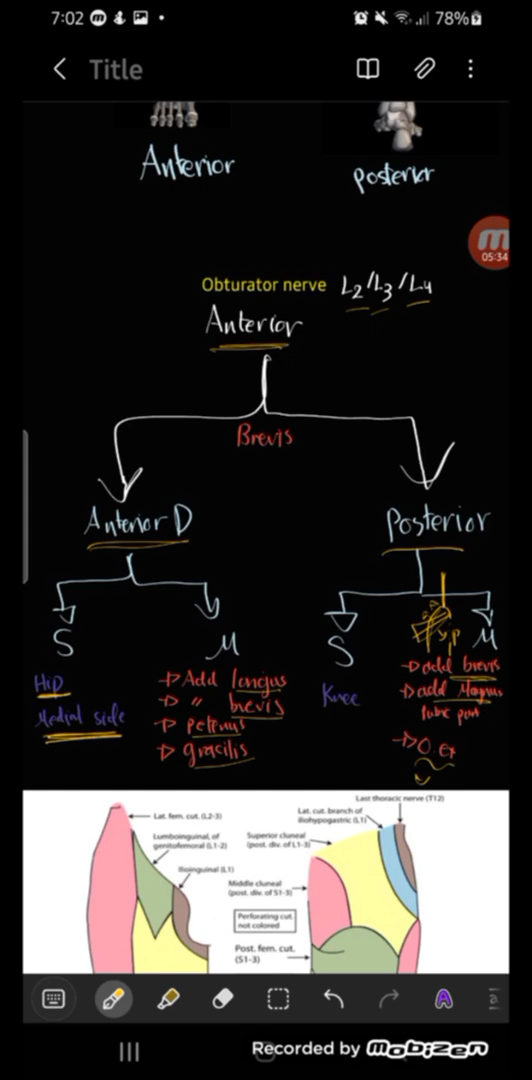 7:02 78%
Title
Anterior
Posterior
05:34
Obturator nerve L2/L3/L4
Anterior
Brevis
Anterior D
Posterior
S
M
S
M
Hip
Medial side
Add longus
" brevis
gracilis
Knee
add brevis
add Magnus
Pubic part
O.ex
Last thoracic nerve (T12)
Lat. fem. cut. (L2-3)
Lat. cut. branch of
iliohypogastric (L1)
Lumboinguinal, of
genitofemoral (L1-2)
Superior cluneal
(post. div. of L1-3)
Ilioinguinal (L1)
Middle cluneal
(post. div. of S1-3)
Perforating cut.
not colored
Post. fem. cut.
(S1-3)
A
Recorded by mobizen